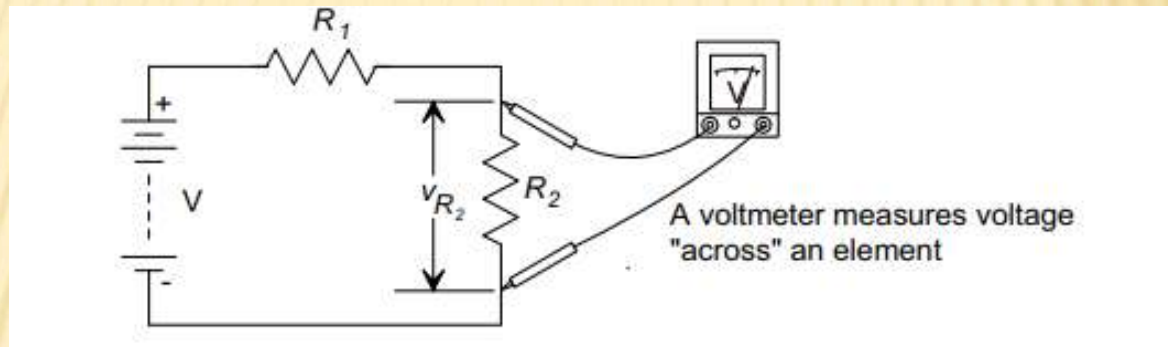 R1
+
V
V
vR2
R2
-
A voltmeter measures voltage
"across" an element